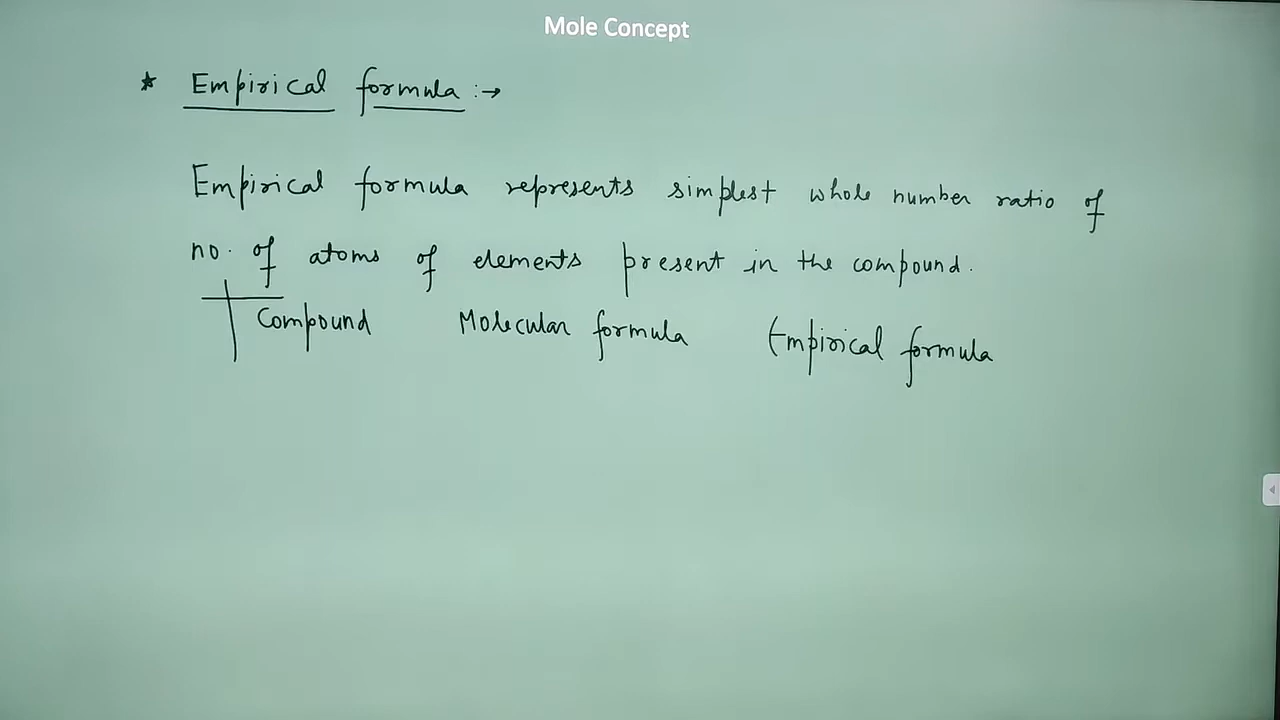 Mole Concept
* Empirical formula :→
Empirical formula represents simplest whole number ratio of
no. of atoms of elements present in the compound.
Compound Molecular formula Empirical formula